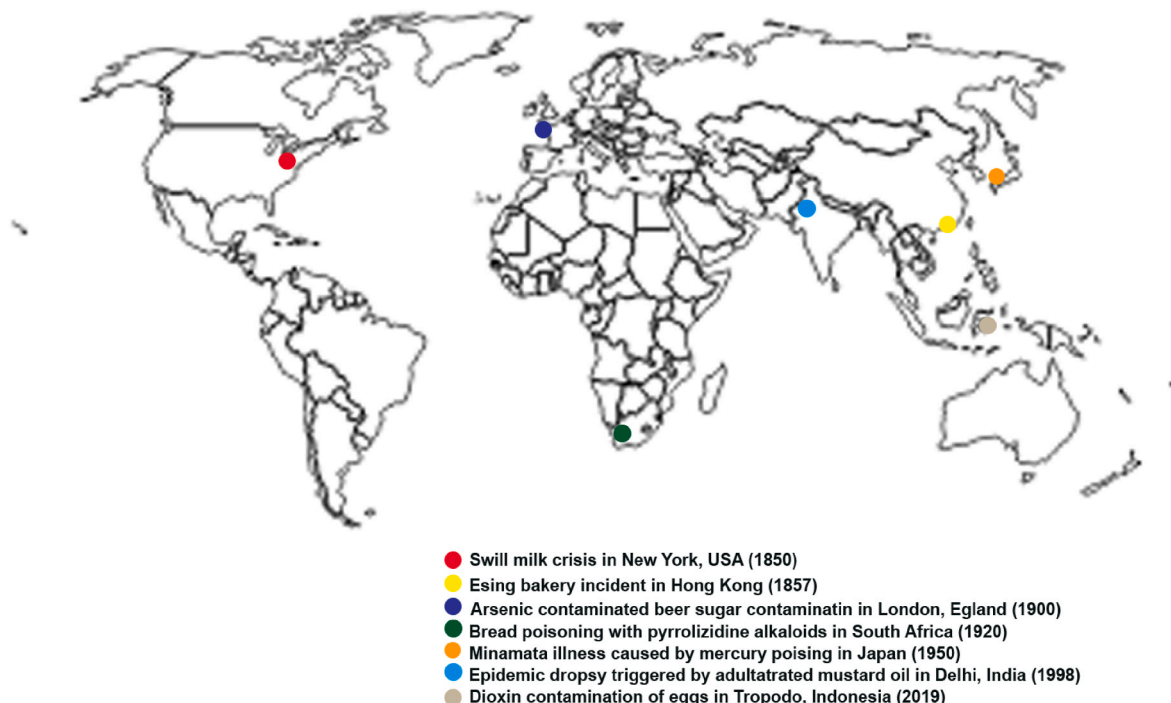 Swill milk crisis in New York, USA (1850)
Esing bakery incident in Hong Kong (1857)
Arsenic contaminated beer sugar contaminatin in London, Egland (1900)
Bread poisoning with pyrrolizidine alkaloids in South Africa (1920)
Minamata illness caused by mercury poising in Japan (1950)
Epidemic dropsy triggered by adultatrated mustard oil in Delhi, India (1998)
Dioxin contamination of eggs in Tropodo, Indonesia (2019)